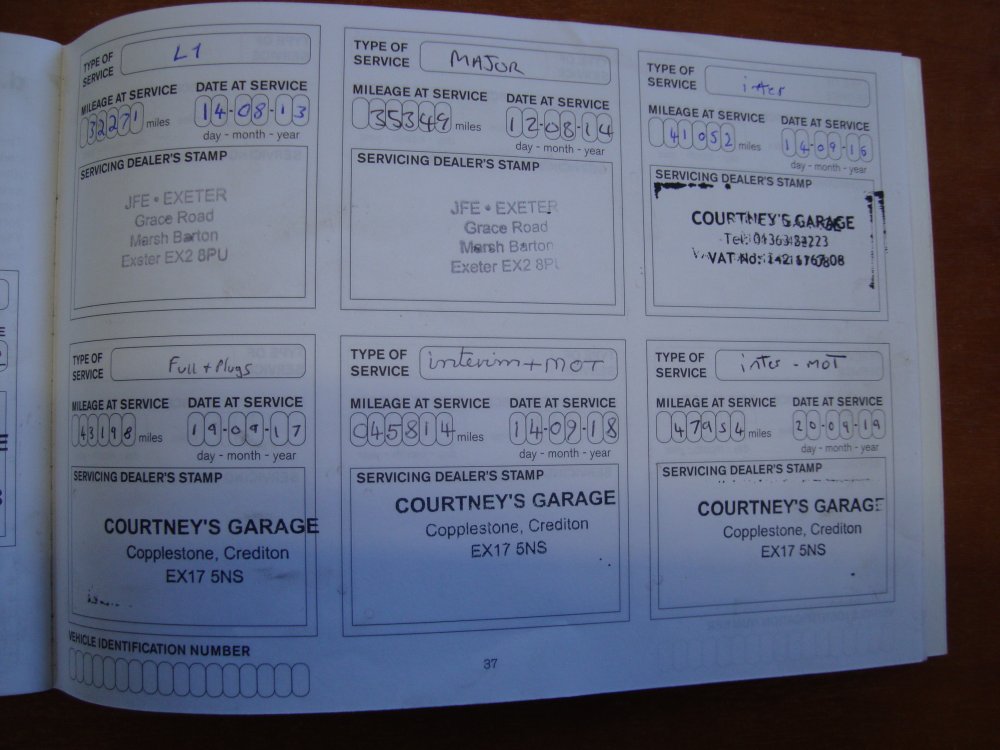 TYPE OF
SERVICE
L1
MILEAGE AT SERVICE
DATE AT SERVICE
32271 miles
14-08-13
day - month - year
SERVICING DEALER'S STAMP
JFE • EXETER
Grace Road
Marsh Barton
Exeter EX2 8PU
TYPE OF
SERVICE
MAJOR
MILEAGE AT SERVICE
DATE AT SERVICE
35349 miles
12-08-14
day - month - year
SERVICING DEALER'S STAMP
JFE • EXETER
Grace Road
Marsh Barton
Exeter EX2 8PU
TYPE OF
SERVICE
inter
MILEAGE AT SERVICE
DATE AT SERVICE
41052 miles
14-09-16
day - month - year
SERVICING DEALER'S STAMP
COURTNEY'S GARAGE
Tel: 01363
VAT No:
TYPE OF
SERVICE
Full + Plugs
MILEAGE AT SERVICE
DATE AT SERVICE
43198 miles
19-09-17
day - month - year
SERVICING DEALER'S STAMP
COURTNEY'S GARAGE
Copplestone, Crediton
EX17 5NS
TYPE OF
SERVICE
interim + MOT
MILEAGE AT SERVICE
DATE AT SERVICE
045814 miles
14-09-18
day - month - year
SERVICING DEALER'S STAMP
COURTNEY'S GARAGE
Copplestone, Crediton
EX17 5NS
TYPE OF
SERVICE
inter - MOT
MILEAGE AT SERVICE
DATE AT SERVICE
47954 miles
20-09-19
day - month - year
SERVICING DEALER'S STAMP
COURTNEY'S GARAGE
Copplestone, Crediton
EX17 5NS
VEHICLE IDENTIFICATION NUMBER
37